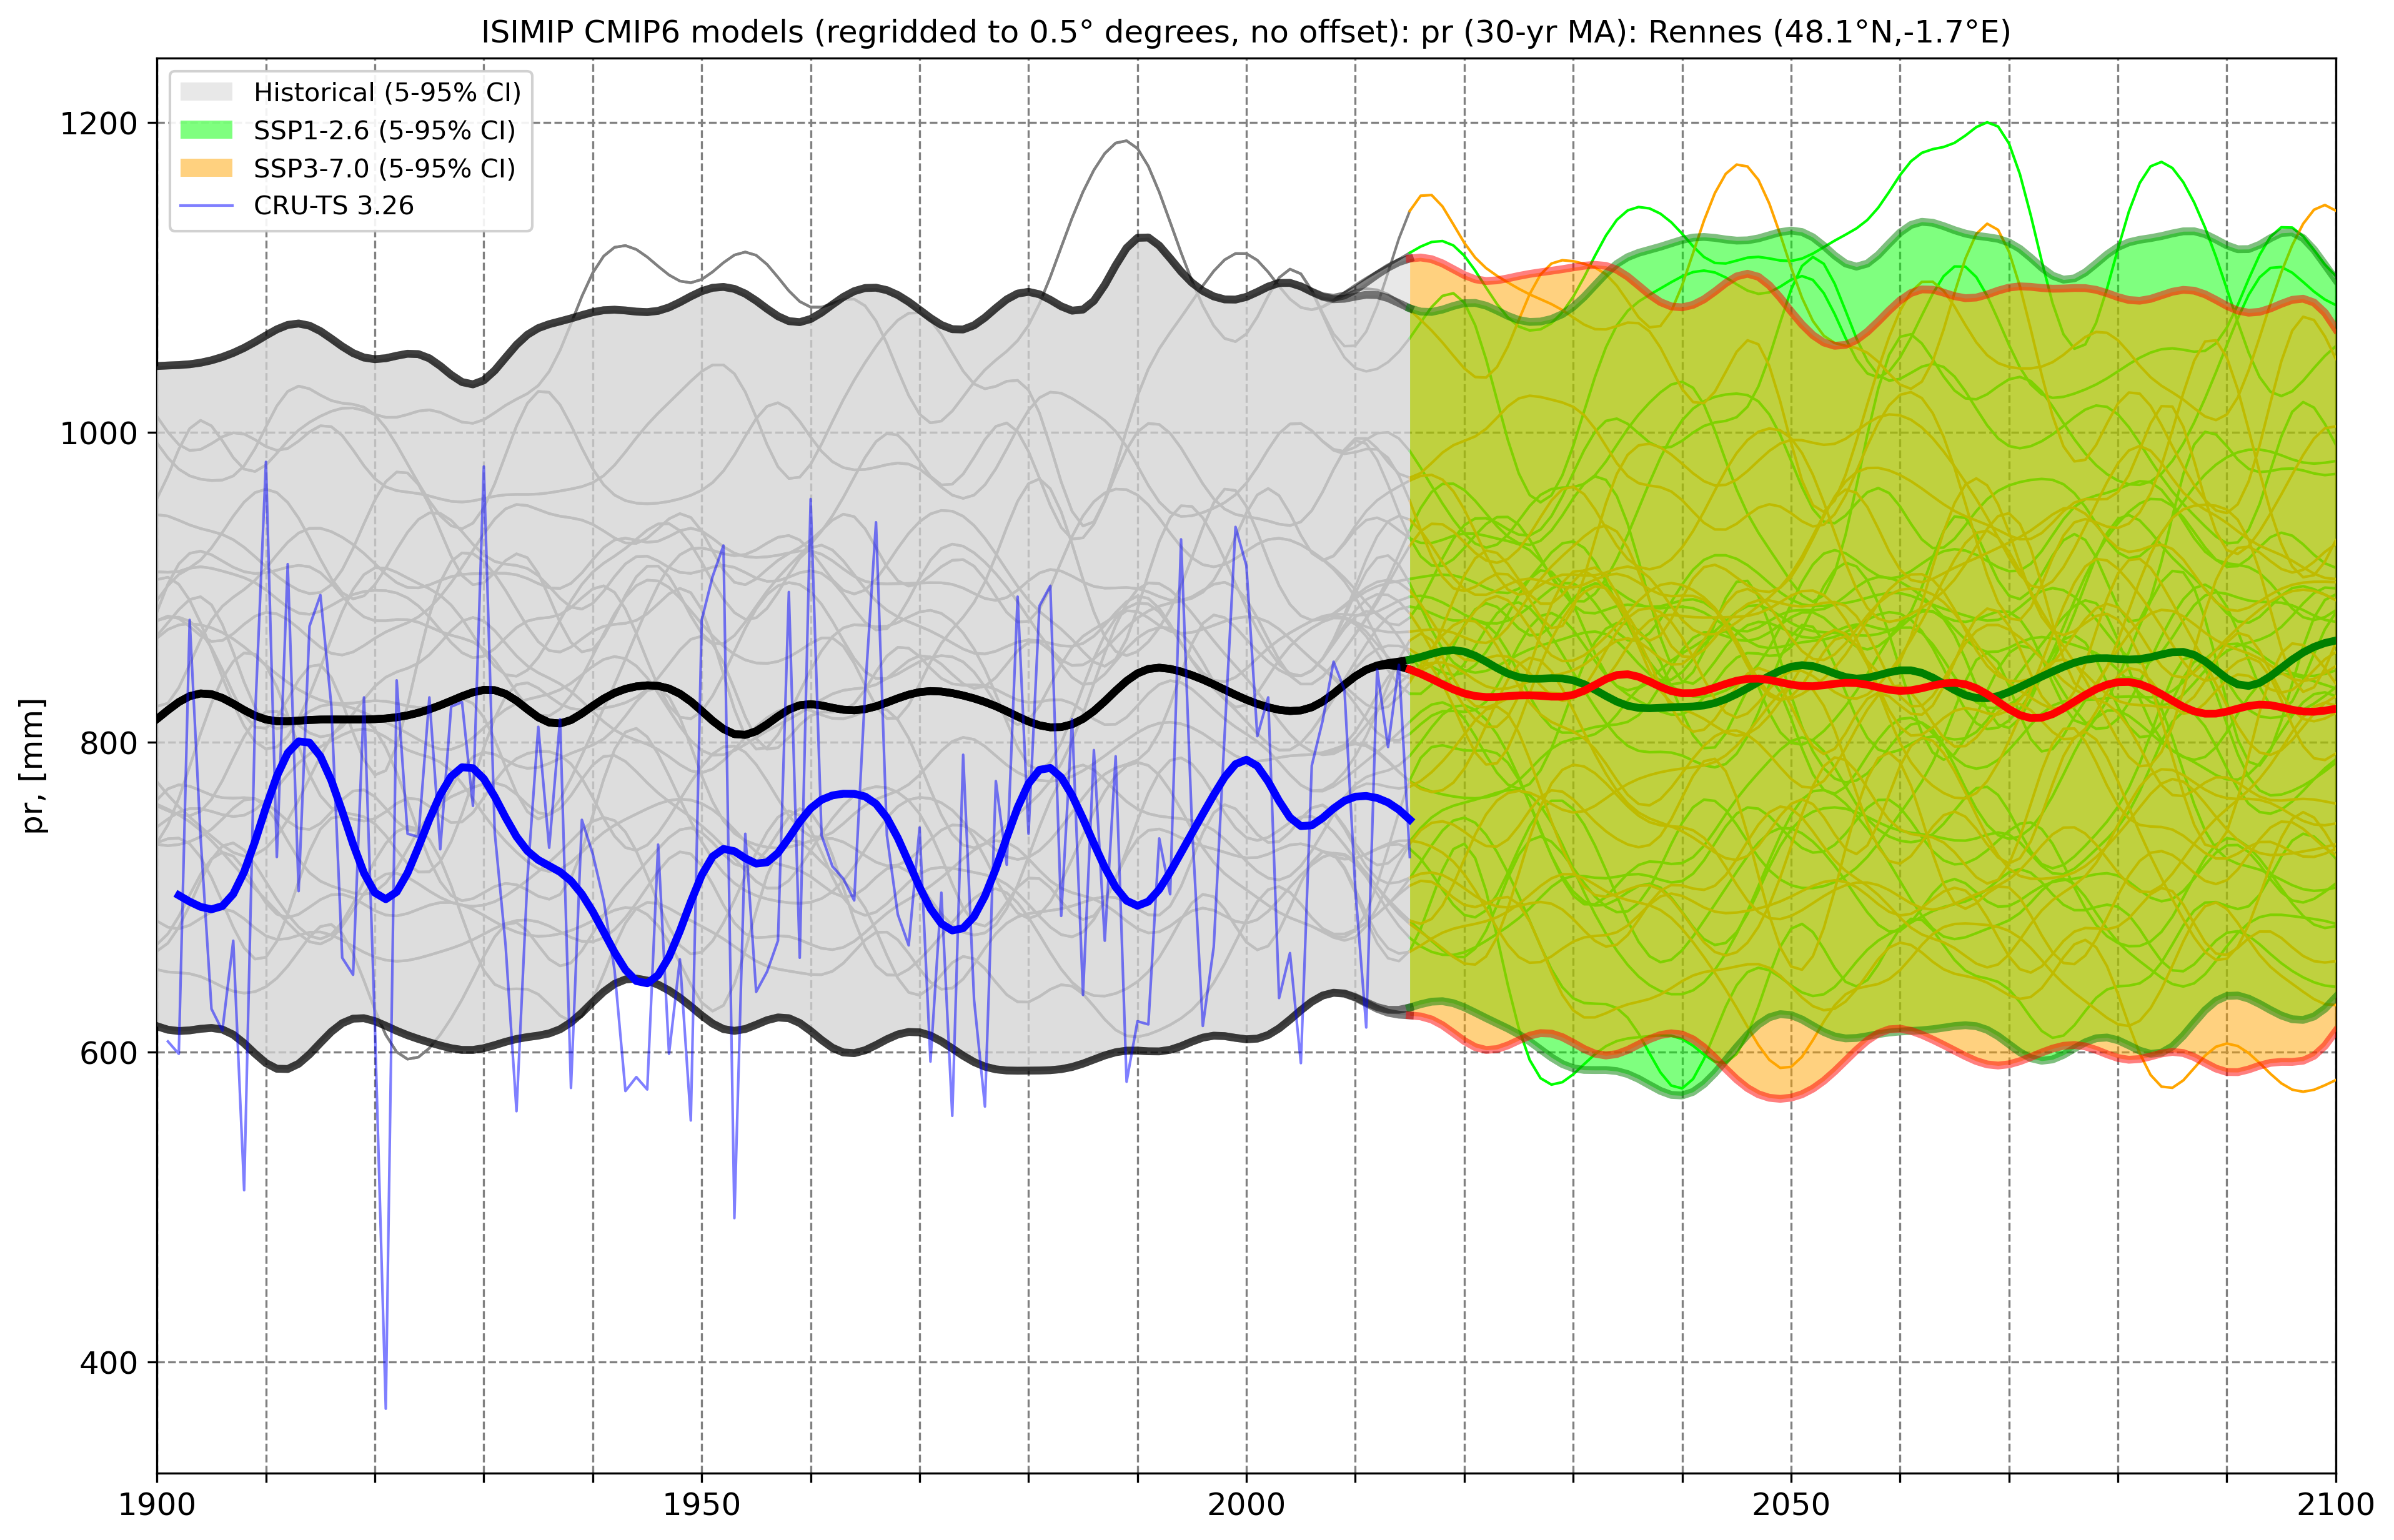 ISIMIP CMIP6 models (regridded to 0.5° degrees, no offset): pr (30-yr MA): Rennes (48.1°N,-1.7°E)
Historical (5-95% CI)
SSP1-2.6 (5-95% CI)
SSP3-7.0 (5-95% CI)
CRU-TS 3.26
1200
1000
800
600
400
pr, [mm]
1900 1950 2000 2050 2100